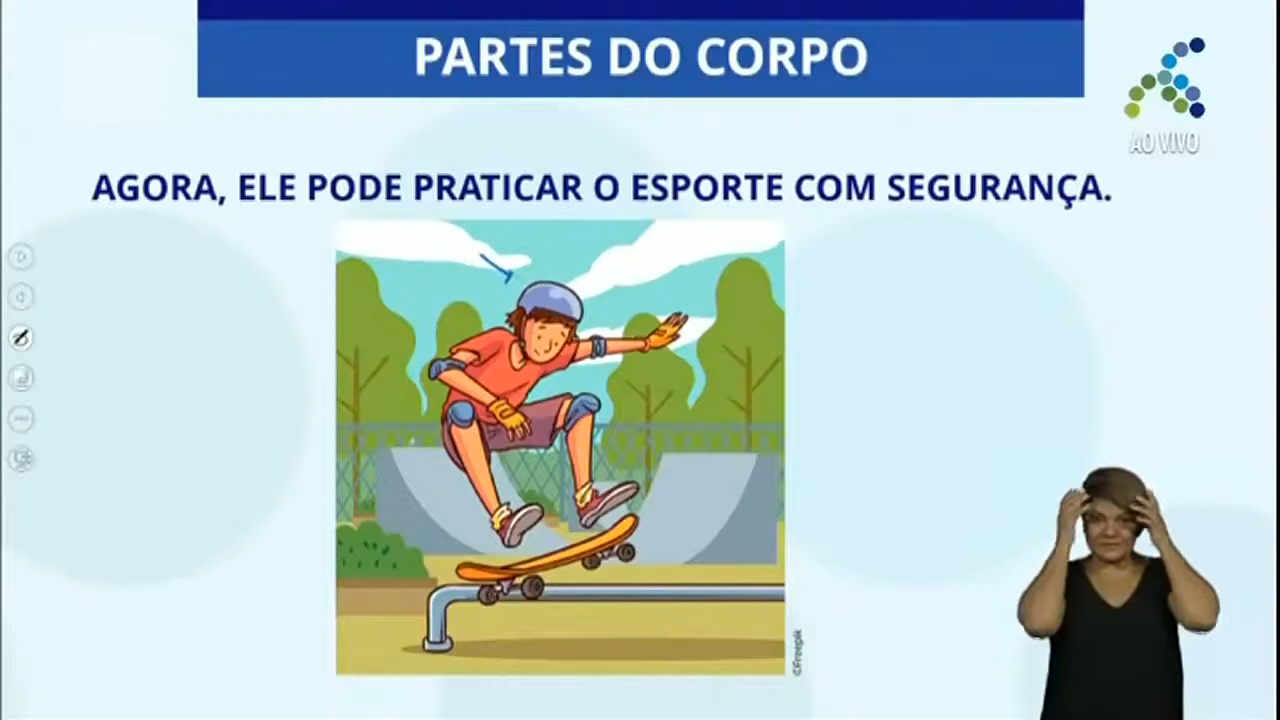 PARTES DO CORPO
AO VIVO
AGORA, ELE PODE PRATICAR O ESPORTE COM SEGURANÇA.
©Freepik